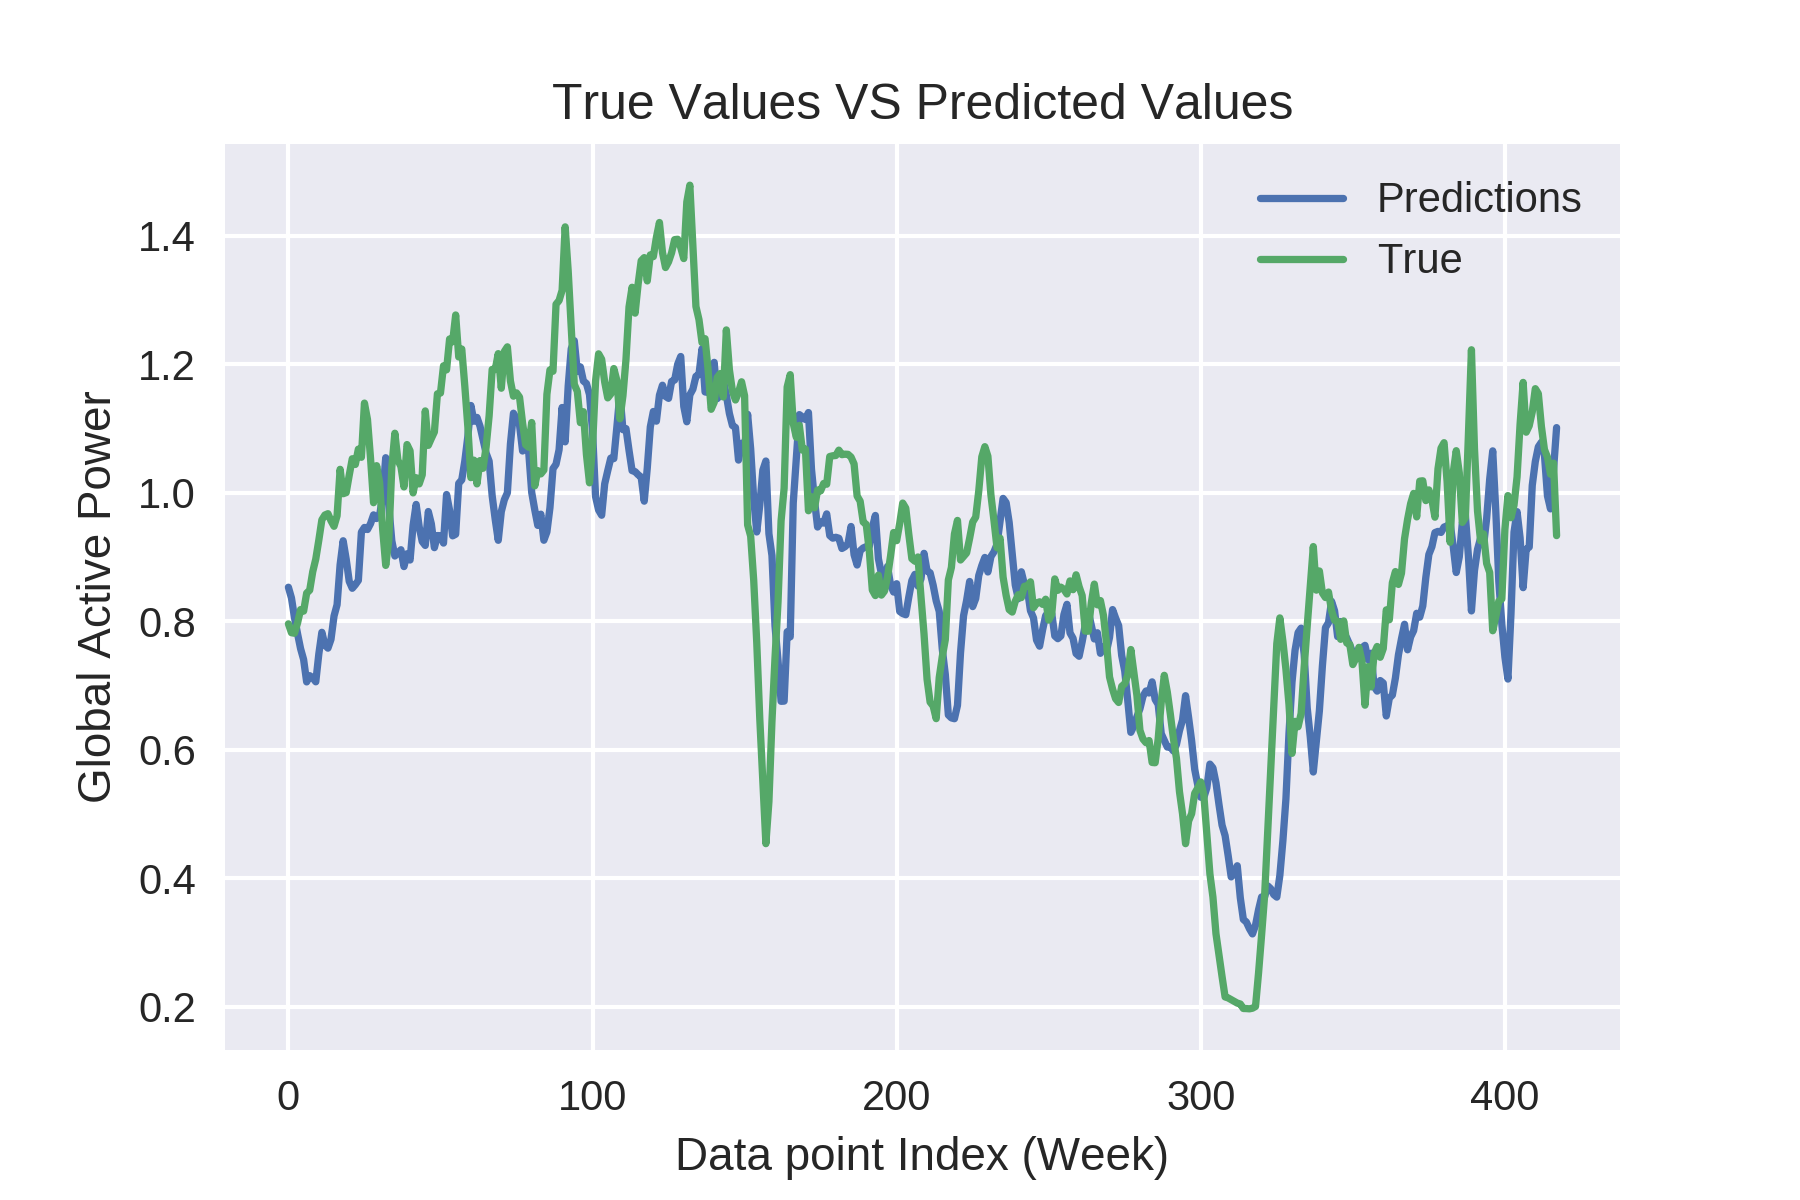 True Values VS Predicted Values
Predictions
True
Global Active Power
1.4
1.2
1.0
0.8
0.6
0.4
0.2
0 100 200 300 400
Data point Index (Week)